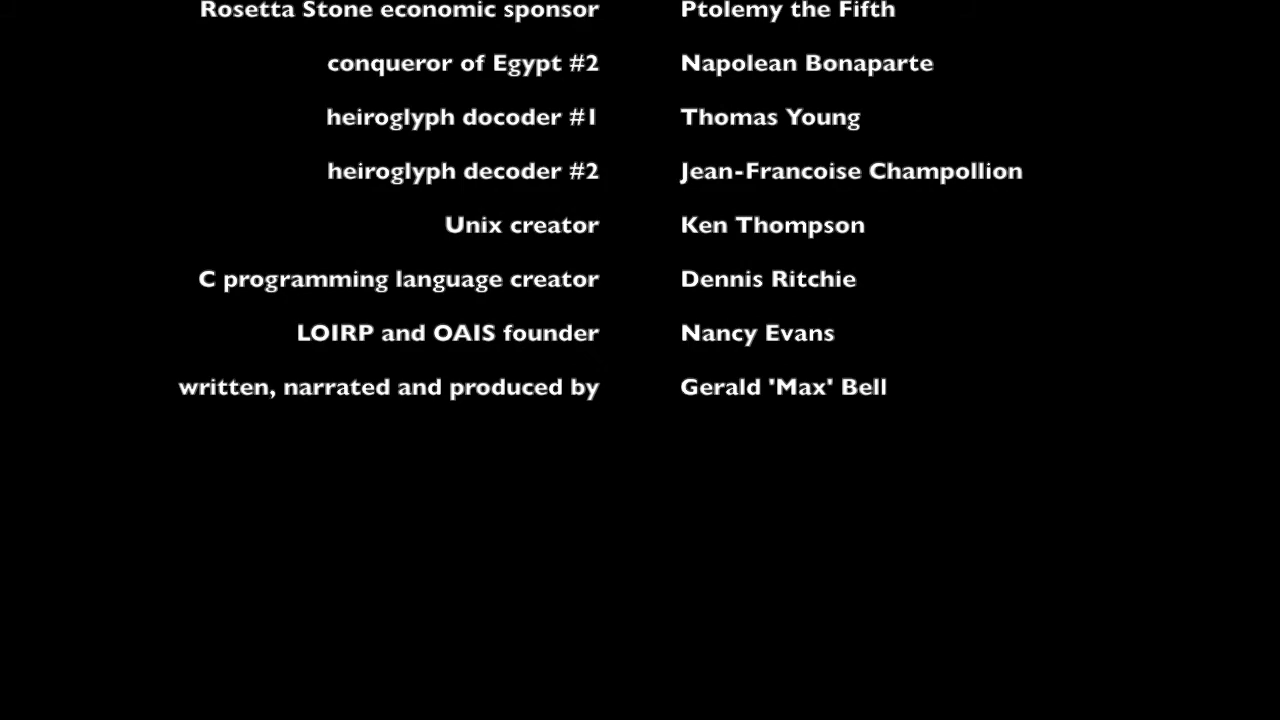 Rosetta Stone economic sponsor Ptolemy the Fifth
conqueror of Egypt #2 Napolean Bonaparte
heiroglyph docoder #1 Thomas Young
heiroglyph decoder #2 Jean-Francoise Champollion
Unix creator Ken Thompson
C programming language creator Dennis Ritchie
LOIRP and OAIS founder Nancy Evans
written, narrated and produced by Gerald 'Max' Bell